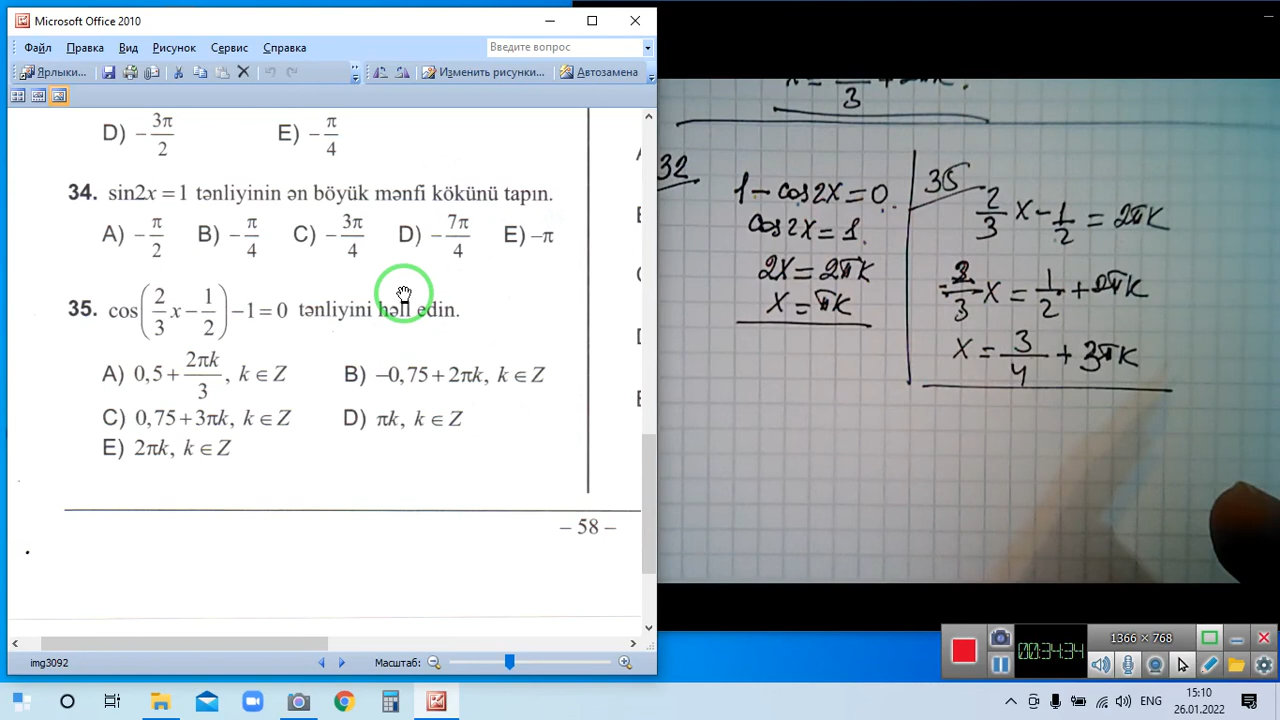 Microsoft Office 2010
Файл Правка Вид Рисунок Сервис Справка
Введите вопрос
Ярлыки... Изменить рисунки... Автозамена
D) −3π/2 E) −π/4
34. sin2x = 1 tənliyinin ən böyük mənfi kökünü tapın.
A) −π/2 B) −π/4 C) −3π/4 D) −7π/4 E) −π
35. cos(2/3 x − 1/2) − 1 = 0 tənliyini həll edin.
A) 0,5 + 2πk/3, k ∈ Z B) −0,75 + 2πk, k ∈ Z
C) 0,75 + 3πk, k ∈ Z D) πk, k ∈ Z
E) 2πk, k ∈ Z
– 58 –
img3092
Масштаб:
32
1 − cos2x = 0.
cos2x = 1.
2x = 2πk
x = πk
35
2/3 x − 1/2 = 2πk
2/3 x = 1/2 + 2πk
x = 3/4 + 3πk
1366 x 768
00:34:34
ENG
15:10
26.01.2022